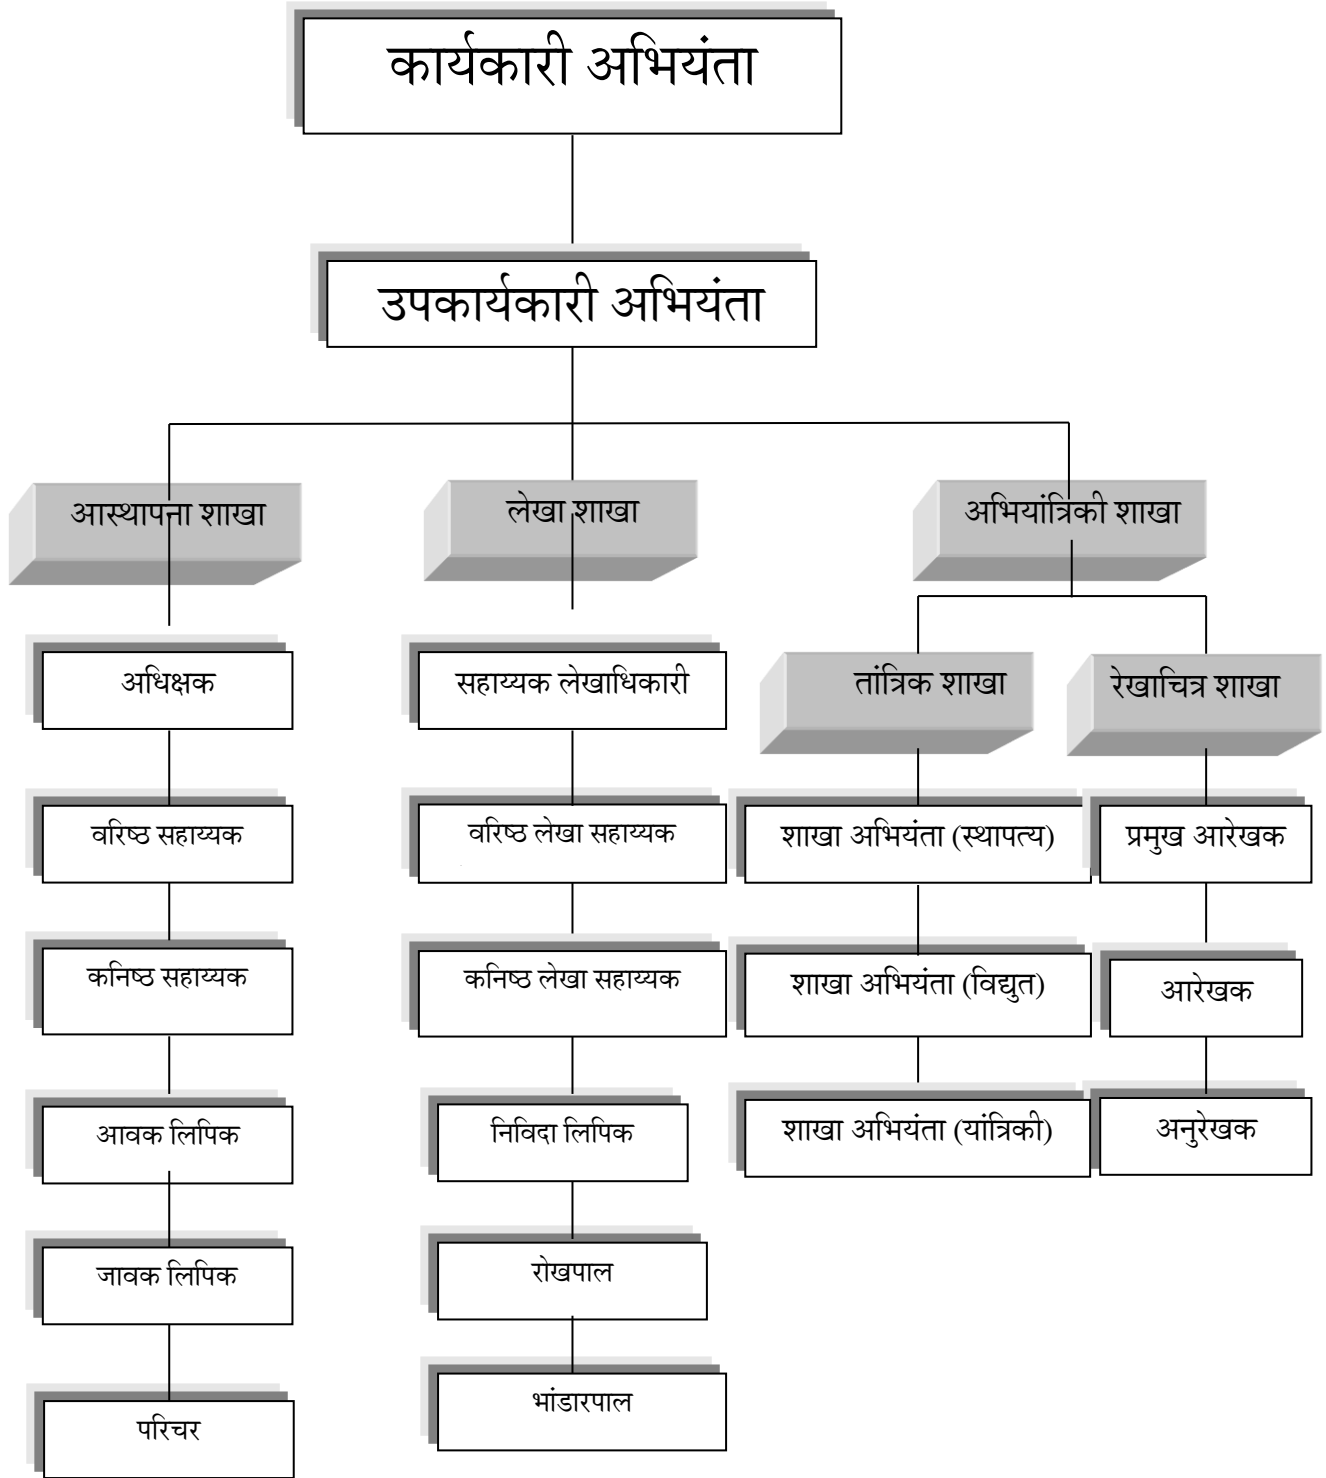 कार्यकारी अभियंता
उपकार्यकारी अभियंता
आस्थापना शाखा
लेखा शाखा
अभियांत्रिकी शाखा
अधिक्षक
सहाय्यक लेखाधिकारी
तांत्रिक शाखा
रेखाचित्र शाखा
वरिष्ठ सहाय्यक
वरिष्ठ लेखा सहाय्यक
शाखा अभियंता (स्थापत्य)
प्रमुख आरेखक
कनिष्ठ सहाय्यक
कनिष्ठ लेखा सहाय्यक
शाखा अभियंता (विद्युत)
आरेखक
आवक लिपिक
निविदा लिपिक
शाखा अभियंता (यांत्रिकी)
अनुरेखक
जावक लिपिक
रोखपाल
परिचर
भांडारपाल